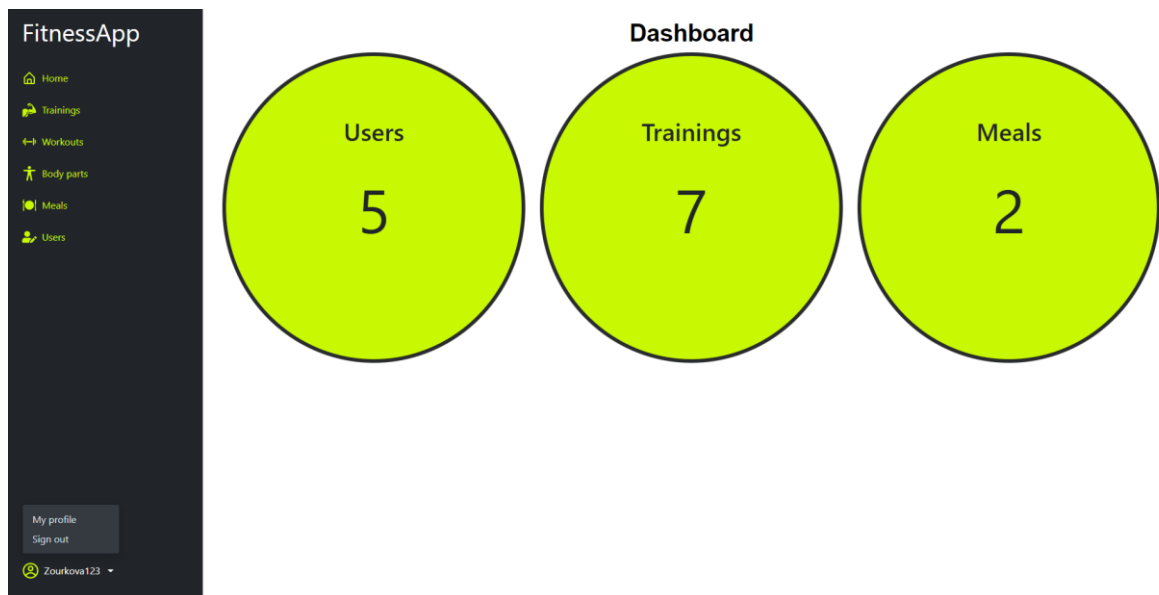 FitnessApp
Home
Trainings
Workouts
Body parts
Meals
Users
My profile
Sign out
Zourkova123
Dashboard
Users
5
Trainings
7
Meals
2